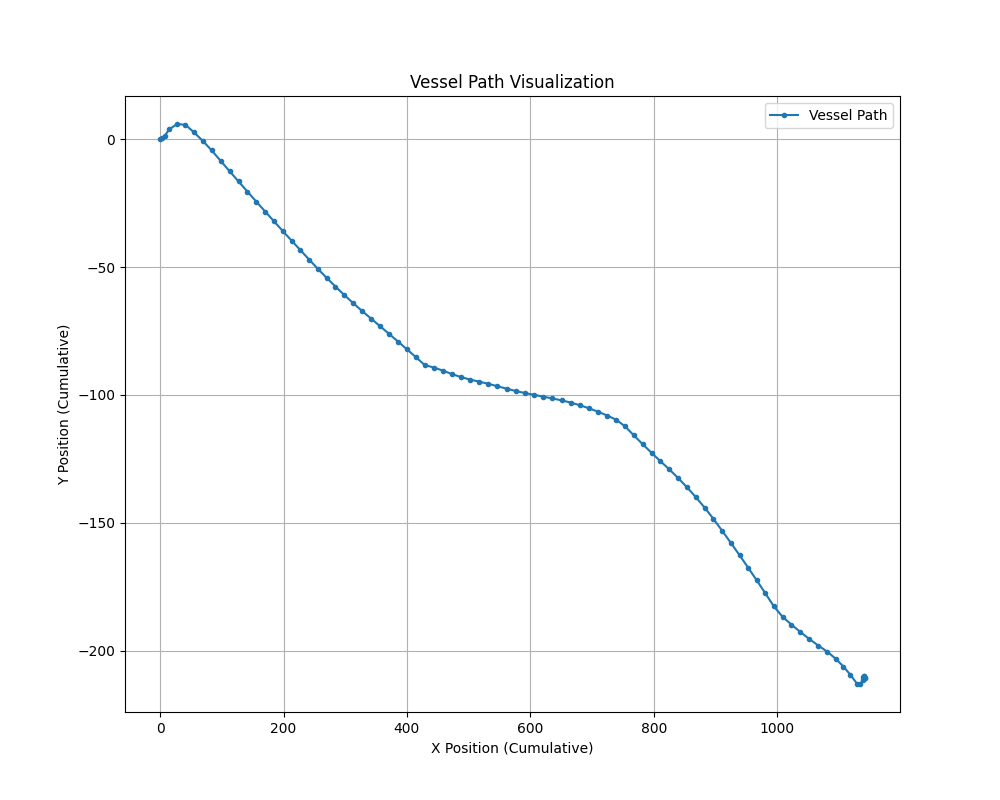 Vessel Path Visualization
Vessel Path
0
−50
−100
−150
−200
Y Position (Cumulative)
0 200 400 600 800 1000
X Position (Cumulative)